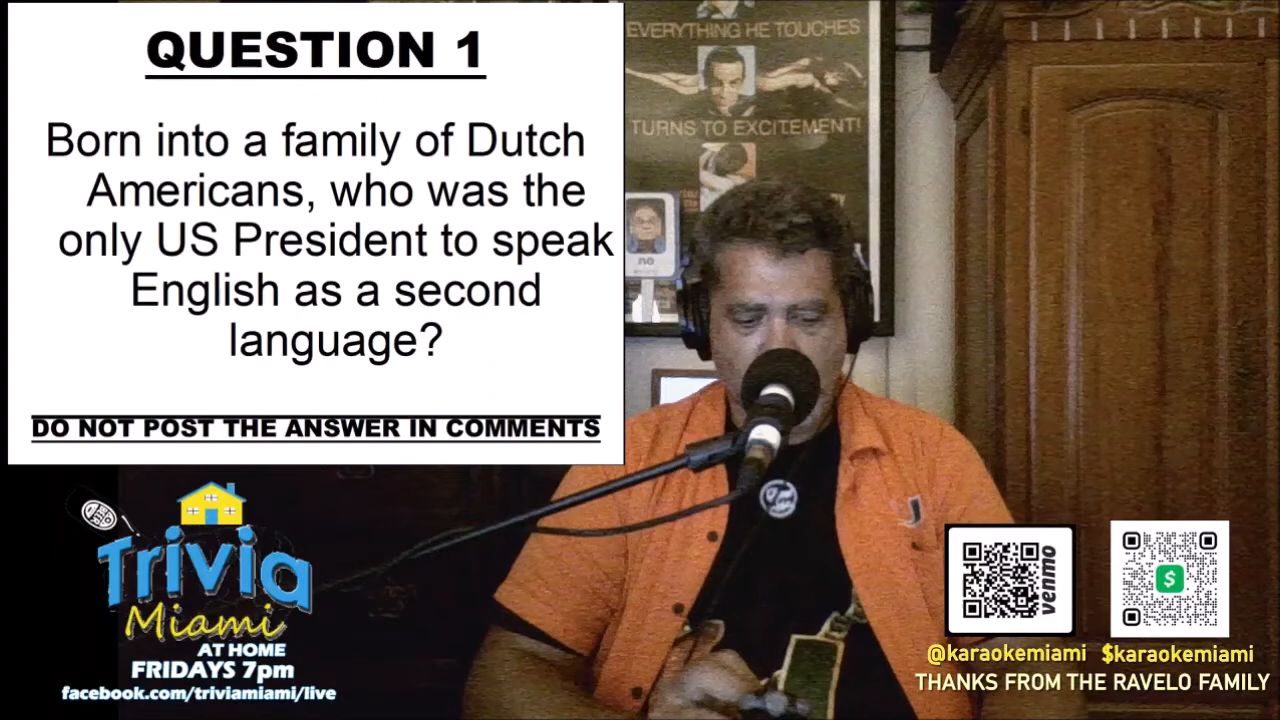 QUESTION 1
Born into a family of Dutch
Americans, who was the
only US President to speak
English as a second
language?
DO NOT POST THE ANSWER IN COMMENTS
EVERYTHING HE TOUCHES
TURNS TO EXCITEMENT!
no
Trivia
Miami
AT HOME
FRIDAYS 7pm
facebook.com/triviamiami/live
venmo
$
@karaokemiami
$karaokemiami
THANKS FROM THE RAVELO FAMILY